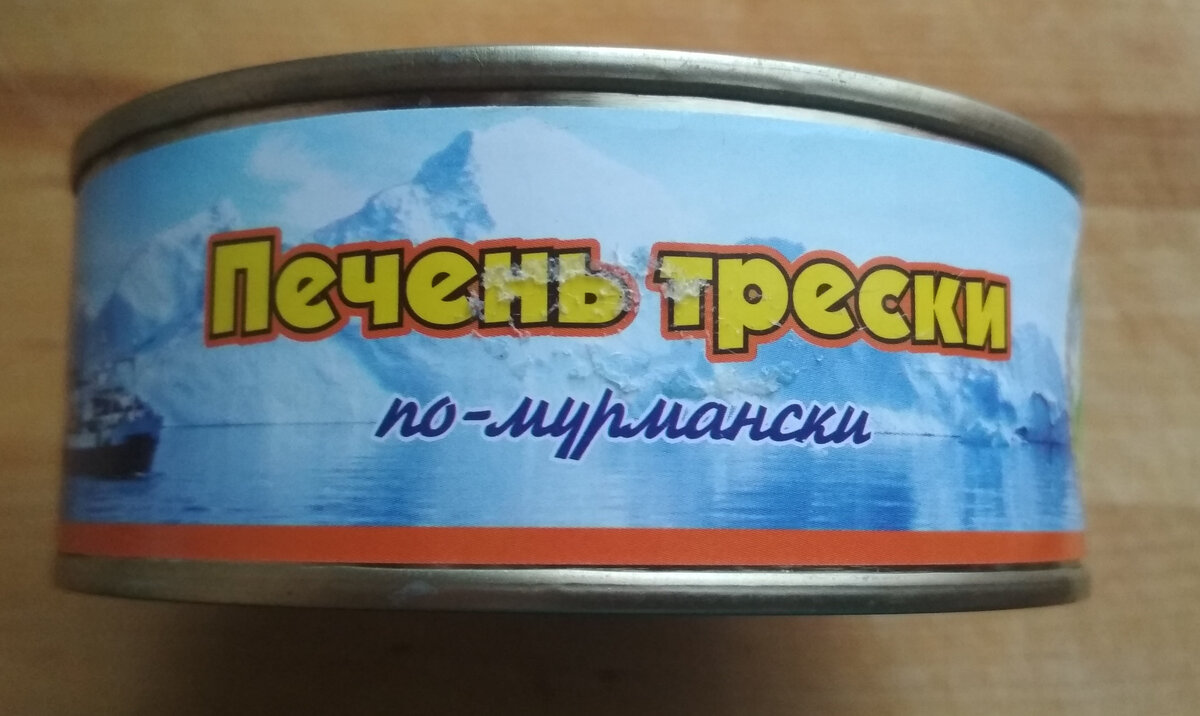 Печень трески
по-мурмански